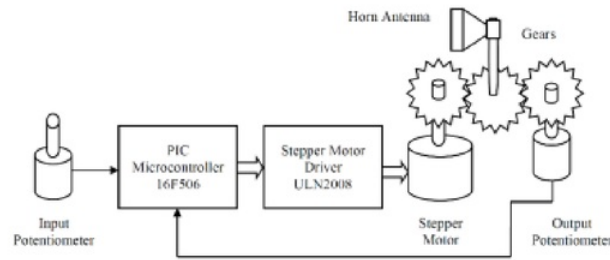 Horn Antenna
Gears
PIC
Microcontroller
16F506
Stepper Motor
Driver
ULN2008
Input
Potentiometer
Stepper
Motor
Output
Potentiometer